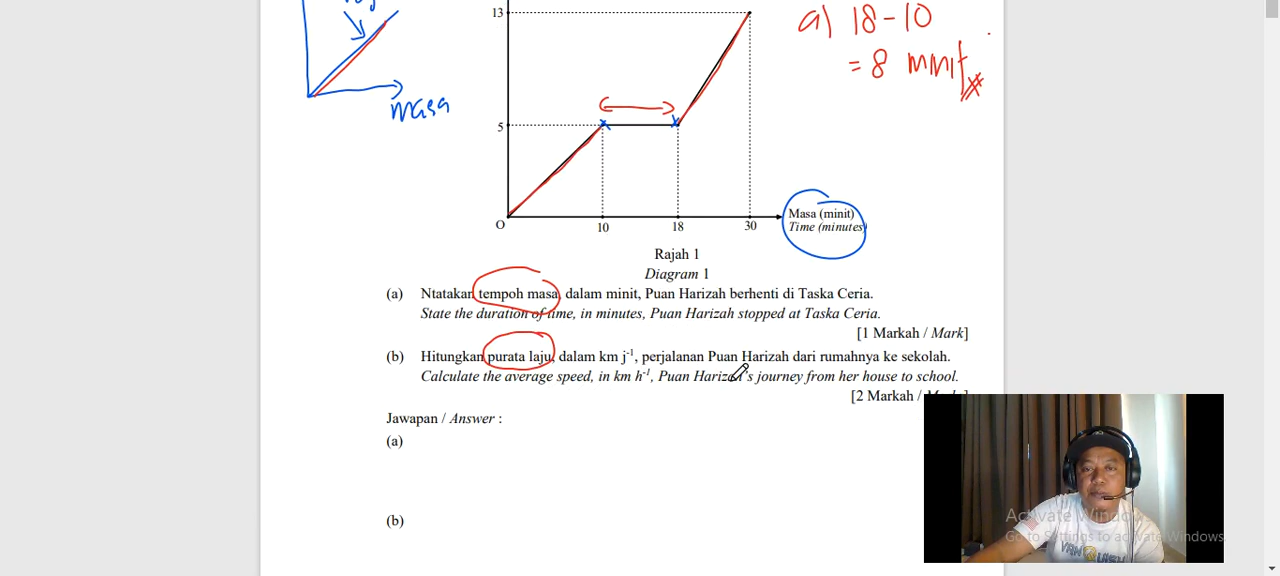 13
a) 18-10
= 8 minit
masa
5
O
10
18
30
Masa (minit)
Time (minutes)
Rajah 1
Diagram 1
(a) Ntatakan tempoh masa, dalam minit, Puan Harizah berhenti di Taska Ceria.
State the duration of time, in minutes, Puan Harizah stopped at Taska Ceria.
[1 Markah / Mark]
(b) Hitungkan purata laju, dalam km j⁻¹, perjalanan Puan Harizah dari rumahnya ke sekolah.
Calculate the average speed, in km h⁻¹, Puan Harizah's journey from her house to school.
[2 Markah /
Jawapan / Answer :
(a)
(b)
Activate Windows
Go to Settings to activate Windows